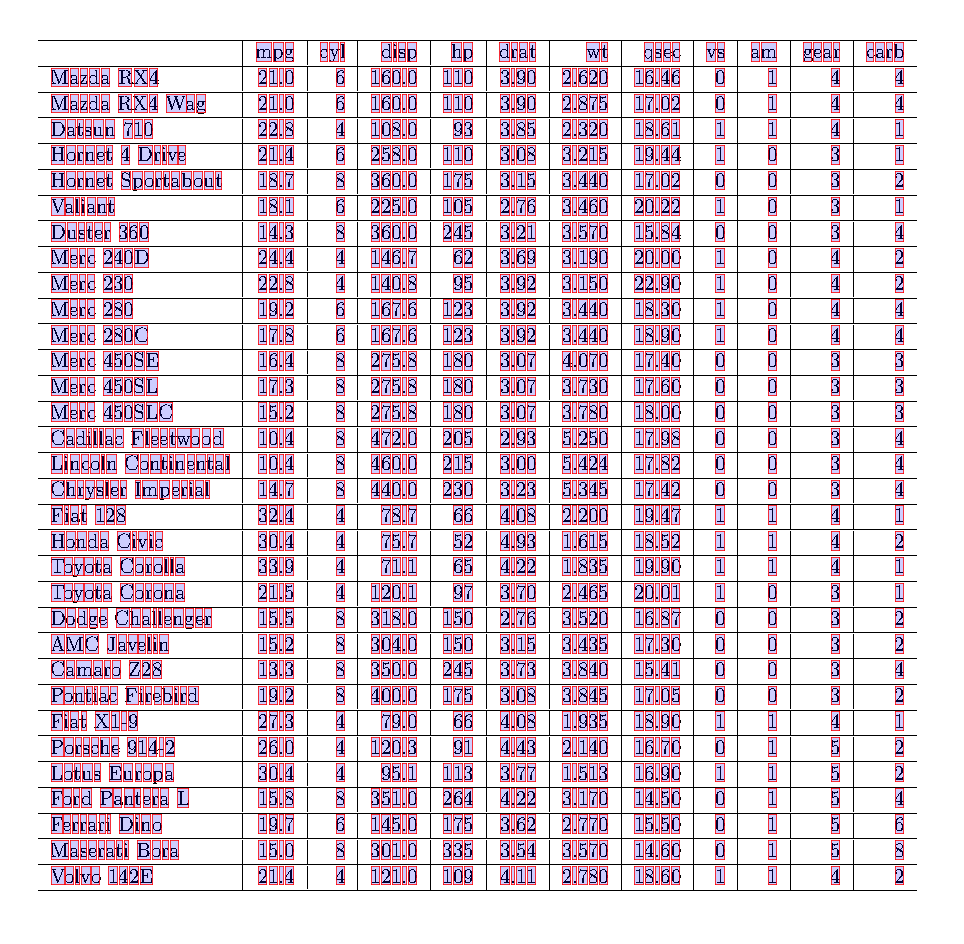 mpg cyl disp hp drat wt qsec vs am gear carb
Mazda RX4 21.0 6 160.0 110 3.90 2.620 16.46 0 1 4 4
Mazda RX4 Wag 21.0 6 160.0 110 3.90 2.875 17.02 0 1 4 4
Datsun 710 22.8 4 108.0 93 3.85 2.320 18.61 1 1 4 1
Hornet 4 Drive 21.4 6 258.0 110 3.08 3.215 19.44 1 0 3 1
Hornet Sportabout 18.7 8 360.0 175 3.15 3.440 17.02 0 0 3 2
Valiant 18.1 6 225.0 105 2.76 3.460 20.22 1 0 3 1
Duster 360 14.3 8 360.0 245 3.21 3.570 15.84 0 0 3 4
Merc 240D 24.4 4 146.7 62 3.69 3.190 20.00 1 0 4 2
Merc 230 22.8 4 140.8 95 3.92 3.150 22.90 1 0 4 2
Merc 280 19.2 6 167.6 123 3.92 3.440 18.30 1 0 4 4
Merc 280C 17.8 6 167.6 123 3.92 3.440 18.90 1 0 4 4
Merc 450SE 16.4 8 275.8 180 3.07 4.070 17.40 0 0 3 3
Merc 450SL 17.3 8 275.8 180 3.07 3.730 17.60 0 0 3 3
Merc 450SLC 15.2 8 275.8 180 3.07 3.780 18.00 0 0 3 3
Cadillac Fleetwood 10.4 8 472.0 205 2.93 5.250 17.98 0 0 3 4
Lincoln Continental 10.4 8 460.0 215 3.00 5.424 17.82 0 0 3 4
Chrysler Imperial 14.7 8 440.0 230 3.23 5.345 17.42 0 0 3 4
Fiat 128 32.4 4 78.7 66 4.08 2.200 19.47 1 1 4 1
Honda Civic 30.4 4 75.7 52 4.93 1.615 18.52 1 1 4 2
Toyota Corolla 33.9 4 71.1 65 4.22 1.835 19.90 1 1 4 1
Toyota Corona 21.5 4 120.1 97 3.70 2.465 20.01 1 0 3 1
Dodge Challenger 15.5 8 318.0 150 2.76 3.520 16.87 0 0 3 2
AMC Javelin 15.2 8 304.0 150 3.15 3.435 17.30 0 0 3 2
Camaro Z28 13.3 8 350.0 245 3.73 3.840 15.41 0 0 3 4
Pontiac Firebird 19.2 8 400.0 175 3.08 3.845 17.05 0 0 3 2
Fiat X1-9 27.3 4 79.0 66 4.08 1.935 18.90 1 1 4 1
Porsche 914-2 26.0 4 120.3 91 4.43 2.140 16.70 0 1 5 2
Lotus Europa 30.4 4 95.1 113 3.77 1.513 16.90 1 1 5 2
Ford Pantera L 15.8 8 351.0 264 4.22 3.170 14.50 0 1 5 4
Ferrari Dino 19.7 6 145.0 175 3.62 2.770 15.50 0 1 5 6
Maserati Bora 15.0 8 301.0 335 3.54 3.570 14.60 0 1 5 8
Volvo 142E 21.4 4 121.0 109 4.11 2.780 18.60 1 1 4 2